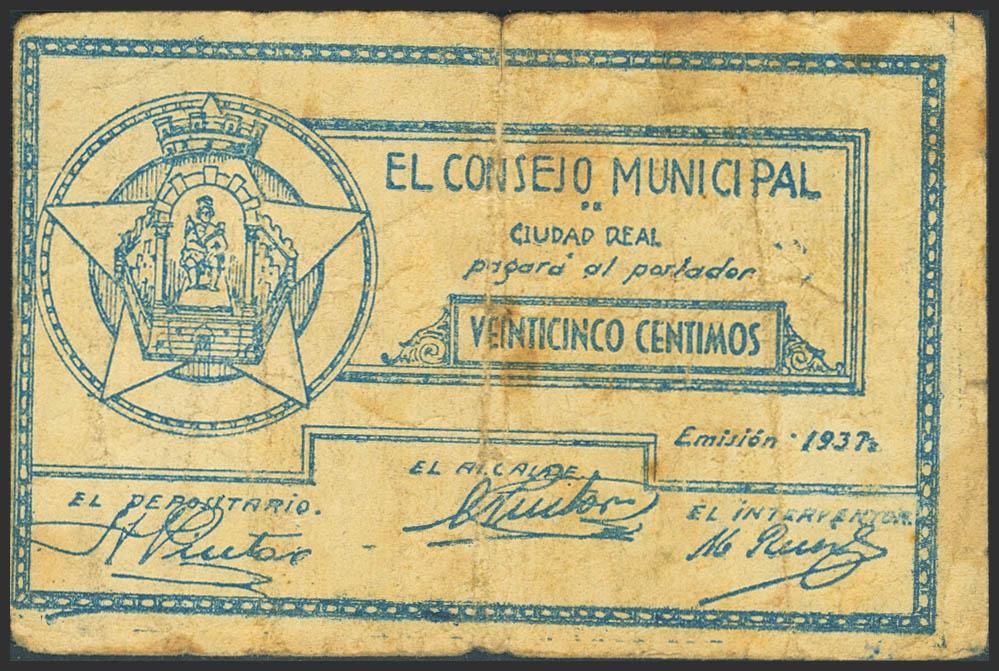 EL CONSEJO MUNICIPAL
DE
CIUDAD REAL
pagará al portador
VEINTICINCO CENTIMOS
Emisión - 1937
EL ALCALDE,
EL DEPOSITARIO.
EL INTERVENTOR.